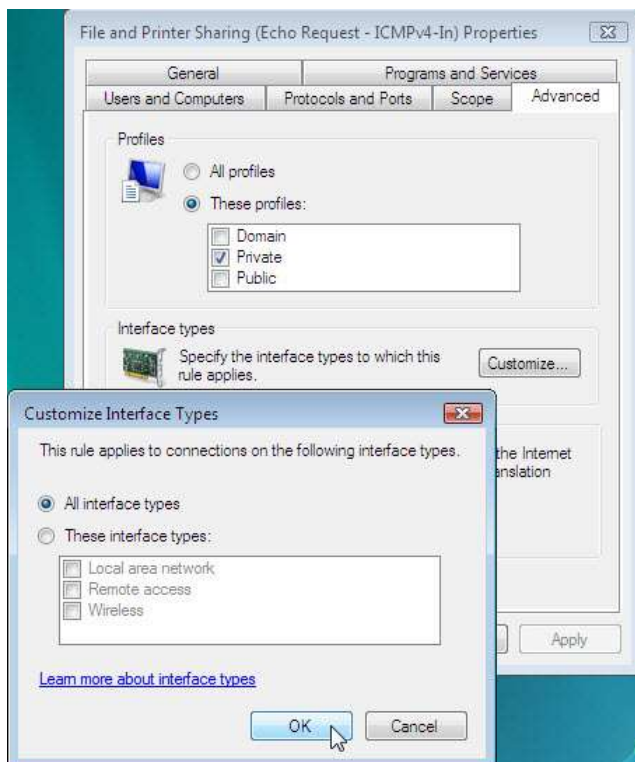 File and Printer Sharing (Echo Request - ICMPv4-In) Properties
General
Programs and Services
Users and Computers
Protocols and Ports
Scope
Advanced
Profiles
All profiles
These profiles:
Domain
Private
Public
Interface types
Specify the interface types to which this
rule applies.
Customize...
Customize Interface Types
This rule applies to connections on the following interface types.
the Internet
anslation
All interface types
These interface types:
Local area network
Remote access
Wireless
Apply
Learn more about interface types
OK
Cancel